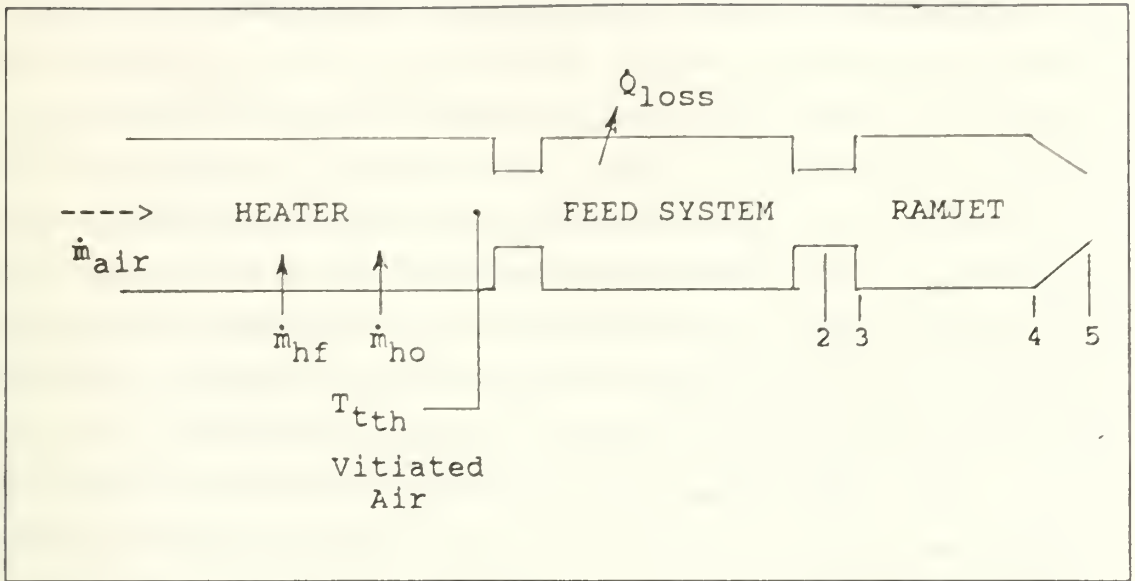 Q̇loss
----> HEATER FEED SYSTEM RAMJET
ṁair
ṁhf ṁho 2 3 4 5
Ttth
Vitiated
Air